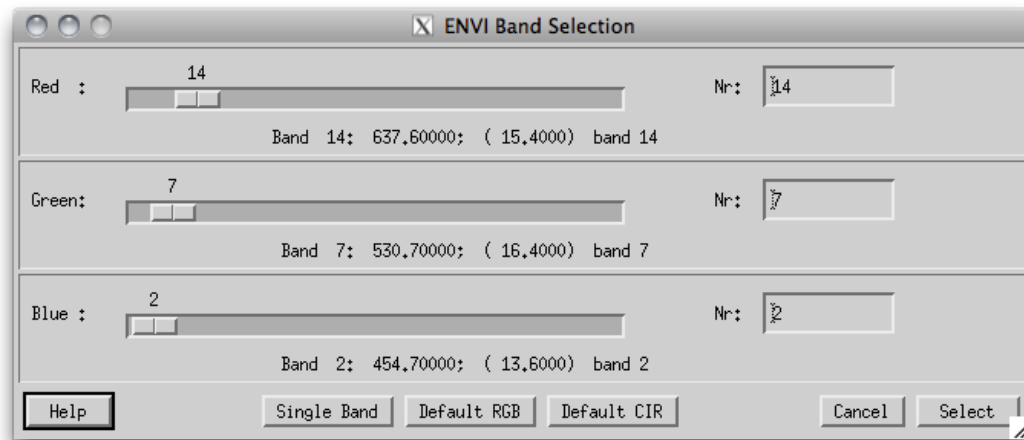 X ENVI Band Selection
14
Red : Nr: 14
Band 14: 637.60000; ( 15.4000) band 14
7
Green: Nr: 7
Band 7: 530.70000; ( 16.4000) band 7
2
Blue : Nr: 2
Band 2: 454.70000; ( 13.6000) band 2
Help Single Band Default RGB Default CIR Cancel Select